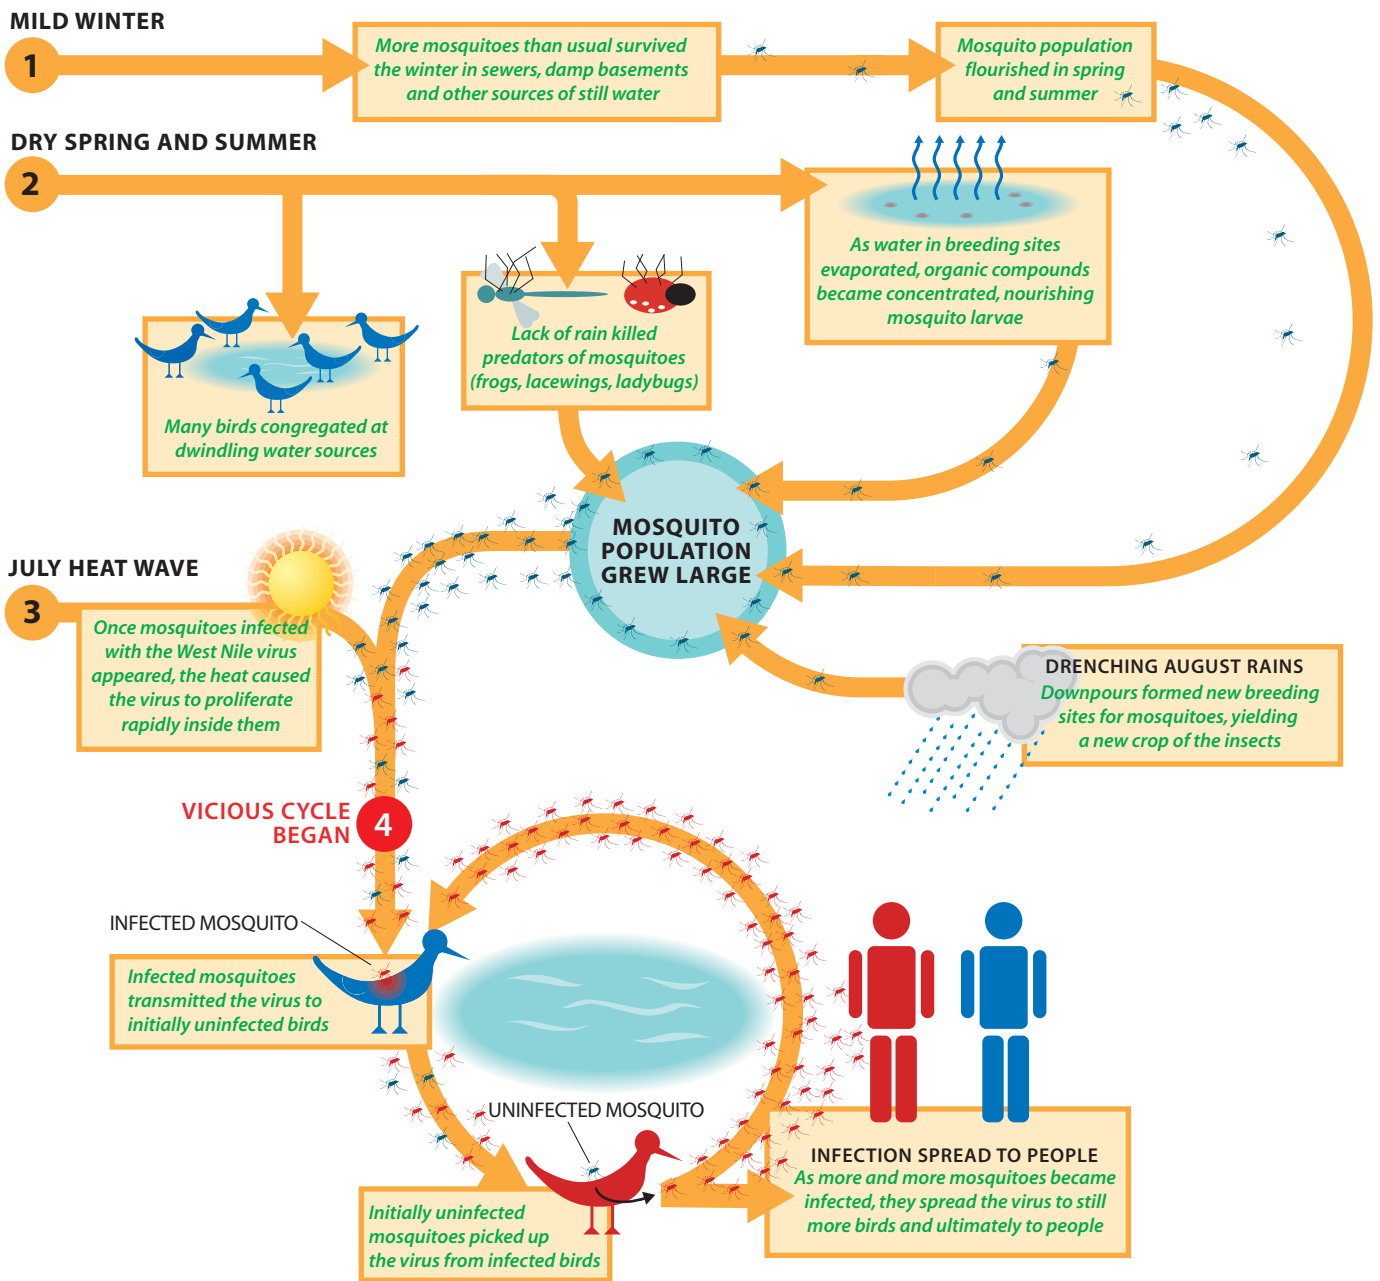 MILD WINTER
1
More mosquitoes than usual survived
the winter in sewers, damp basements
and other sources of still water
Mosquito population
flourished in spring
and summer
DRY SPRING AND SUMMER
2
As water in breeding sites
evaporated, organic compounds
became concentrated, nourishing
mosquito larvae
Lack of rain killed
predators of mosquitoes
(frogs, lacewings, ladybugs)
Many birds congregated at
dwindling water sources
MOSQUITO
POPULATION
GREW LARGE
JULY HEAT WAVE
3
Once mosquitoes infected
with the West Nile virus
appeared, the heat caused
the virus to proliferate
rapidly inside them
DRENCHING AUGUST RAINS
Downpours formed new breeding
sites for mosquitoes, yielding
a new crop of the insects
VICIOUS CYCLE
BEGAN
4
INFECTED MOSQUITO
Infected mosquitoes
transmitted the virus to
initially uninfected birds
UNINFECTED MOSQUITO
Initially uninfected
mosquitoes picked up
the virus from infected birds
INFECTION SPREAD TO PEOPLE
As more and more mosquitoes became
infected, they spread the virus to still
more birds and ultimately to people